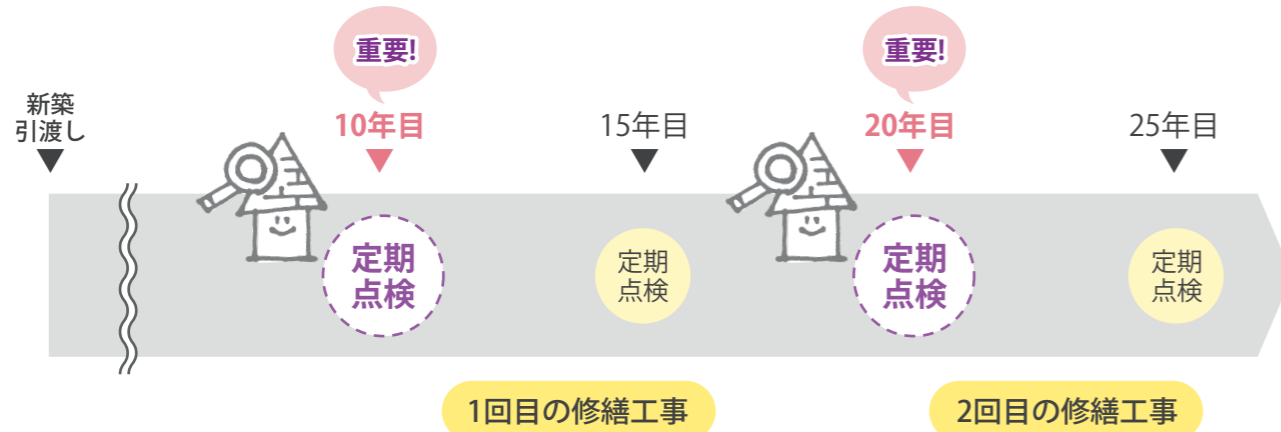 重要!
重要!
新築
引渡し
10年目
15年目
20年目
25年目
定期
点検
定期
点検
定期
点検
定期
点検
1回目の修繕工事
2回目の修繕工事